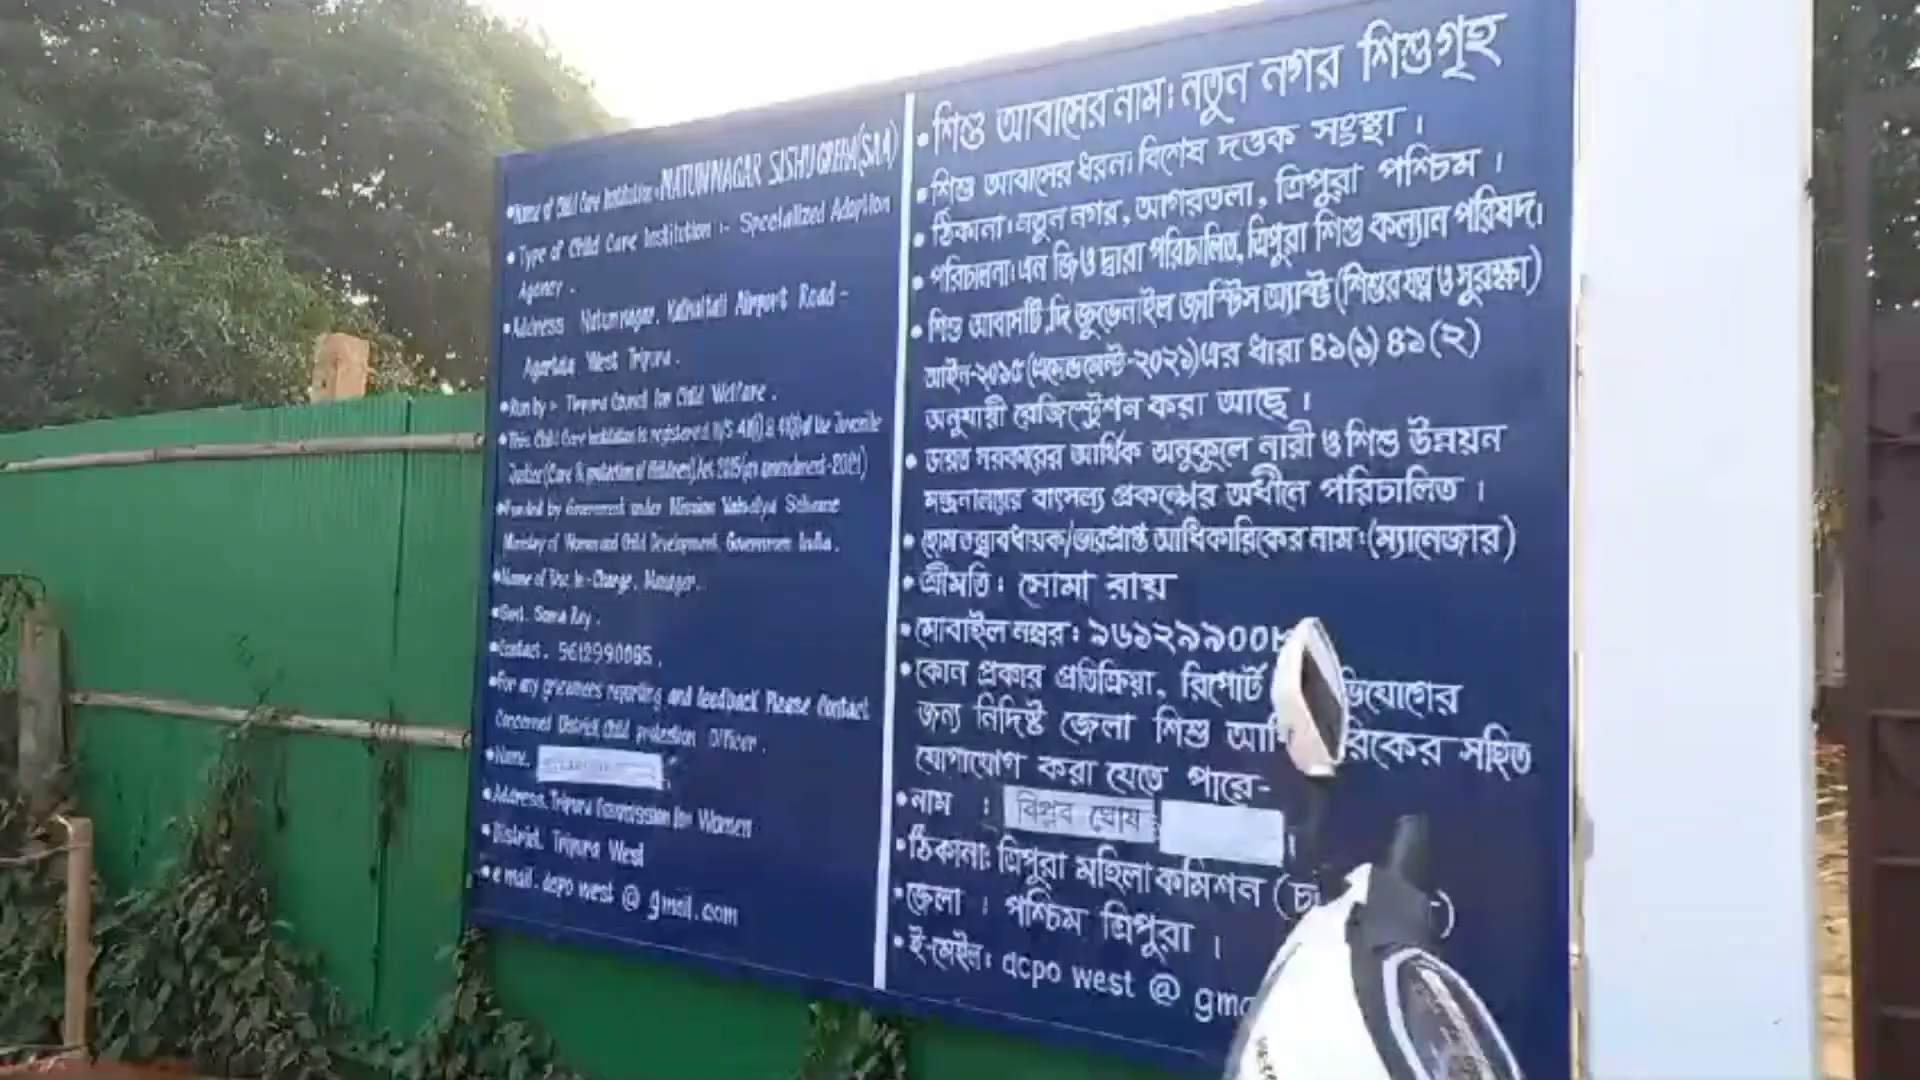 •Name of Child Care Institution:-NATUNNAGAR SISHUGRIHA(SAA)
•Type of Child Care Institution :- Specialized Adoption
Agency .
•Address Natunnagar, Airport Road -
West Tripura .
•Run by :- Tripura Council for Child Welfare .
•This Child Care Institution is registered U/S 41(1) & 41(2) of the Juvenile
Justice (Care & protection of children), Act 2015 amendment-2021)
•Funded by Government under Mission Scheme
Ministry of Women and Child Development, Government India .
•Name of In-Charge, Manager.
•Smt. Soma Roy .
•Contact. 9612990085 .
•For any reporting and feedback Please Contact
Concerned District Child protection Officer .
•Name.
•Address. Tripura Commission for Women
•District. Tripura West
•e mail. dcpo west @ gmail.com
•শিশু আবাসের নাম: নতুন নগর শিশুগৃহ
•শিশু আবাসের ধরন: বিশেষ দত্তক সংস্থা ।
•ঠিকানা: নতুন নগর, আগরতলা, ত্রিপুরা পশ্চিম ।
•পরিচালনা: এন জি ও দ্বারা পরিচালিত, ত্রিপুরা শিশু কল্যান পরিষদ।
•শিশু আবাসটি দি জুভেনাইল জাস্টিস অ্যাক্ট (শিশুর যত্ন ও সুরক্ষা)
আইন-২০১৫ (এমেন্ডমেন্ট-২০২১) এর ধারা ৪১(১) ৪১(২)
অনুযায়ী রেজিস্ট্রেশন করা আছে ।
•ভারত সরকারের আর্থিক অনুকুলে নারী ও শিশু উন্নয়ন
মন্ত্রনালয়ের বাৎসল্য প্রকল্পের অধীনে পরিচালিত ।
•হোম তত্ত্বাবধায়ক/ভারপ্রাপ্ত আধিকারিকের নাম:(ম্যানেজার)
•শ্রীমতি: সোমা রায়
•মোবাইল নম্বর: ৯৬১২৯৯০০৮
•কোন প্রকার প্রতিক্রিয়া, রিপোর্ট ভিযোগের
জন্য নিদিষ্ট জেলা শিশু আধি রিকের সহিত
যোগাযোগ করা যেতে পারে-
•নাম : বিপ্লব ঘোষ
•ঠিকানা: ত্রিপুরা মহিলা কমিশন (
•জেলা : পশ্চিম ত্রিপুরা ।
•ই-মেইল: dcpo west @ gma